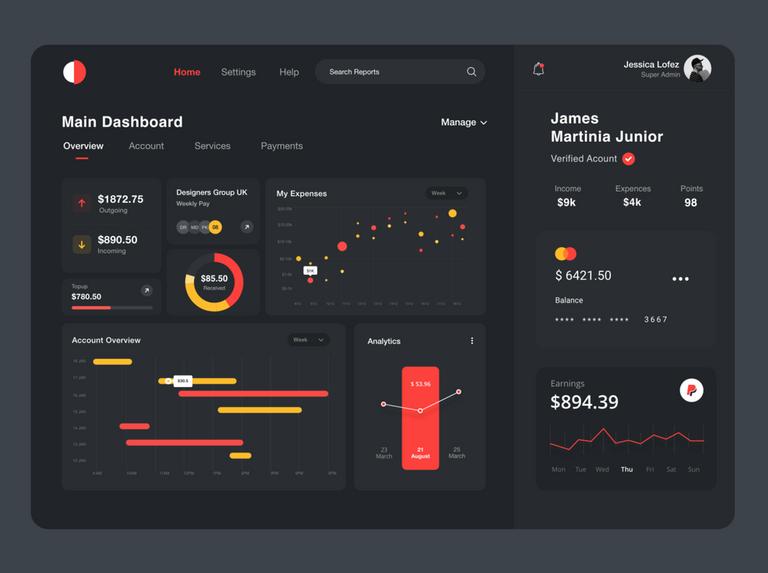 Home
Settings
Help
Search Reports
Jessica Lofez
Super Admin
Main Dashboard
Manage
Overview
Account
Services
Payments
James
Martinia Junior
Verified Acount
Income
Expences
Points
$9k
$4k
98
$1872.75
Outgoing
$890.50
Incoming
Topup
$780.50
Designers Group UK
Weekly Pay
DR
MD
PK
$85.50
Received
My Expenses
Week
$ 6421.50
Balance
**** **** **** 3667
Account Overview
Week
Analytics
$ 53.96
23
March
21
August
25
March
Earnings
$894.39
Mon
Tue
Wed
Thu
Fri
Sat
Sun